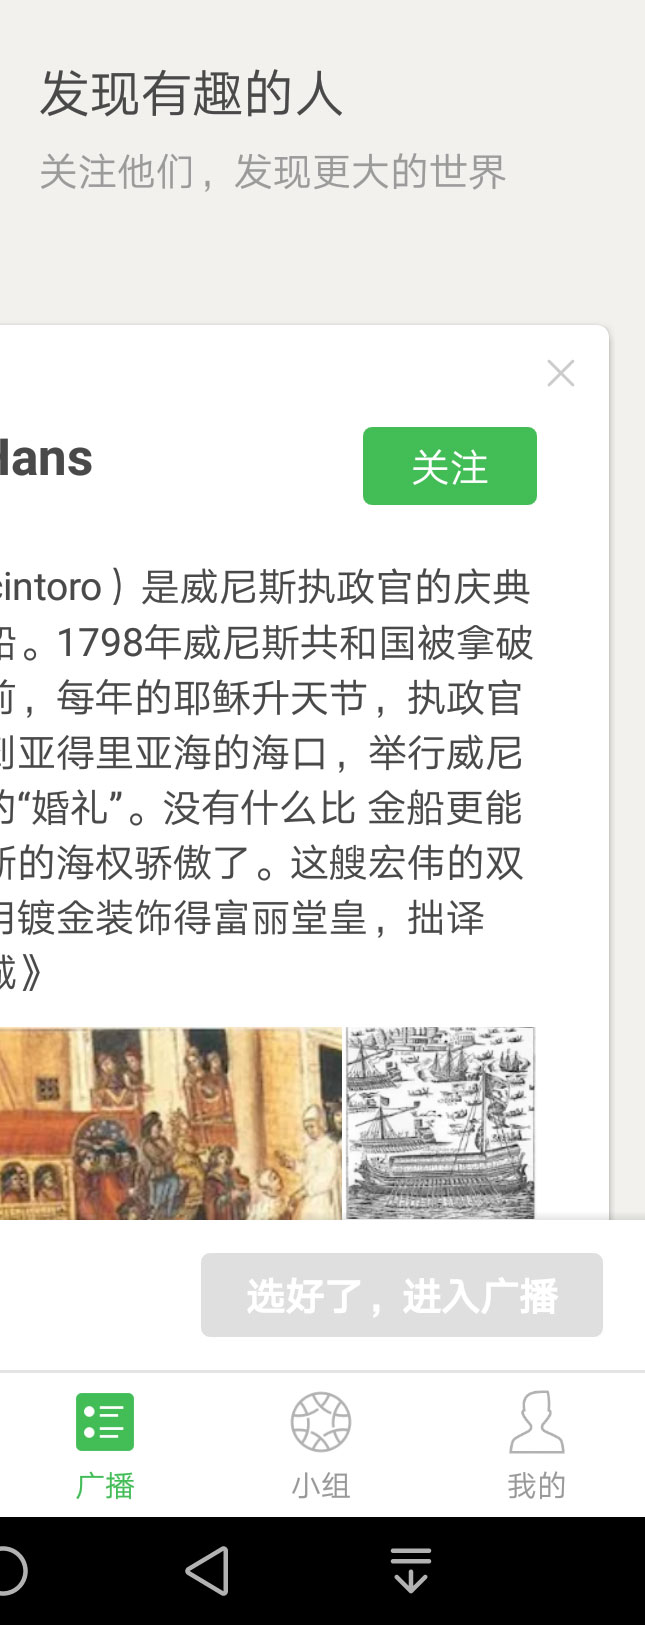 发现有趣的人
关注他们，发现更大的世界
关注
cintoro）是威尼斯执政官的庆典
。1798年威尼斯共和国被拿破
前，每年的耶稣升天节，执政官
到亚得里亚海的海口，举行威尼
的“婚礼”。没有什么比 金船更能
斯的海权骄傲了。这艘宏伟的双
用镀金装饰得富丽堂皇，拙译
城》
选好了，进入广播
广播
小组
我的